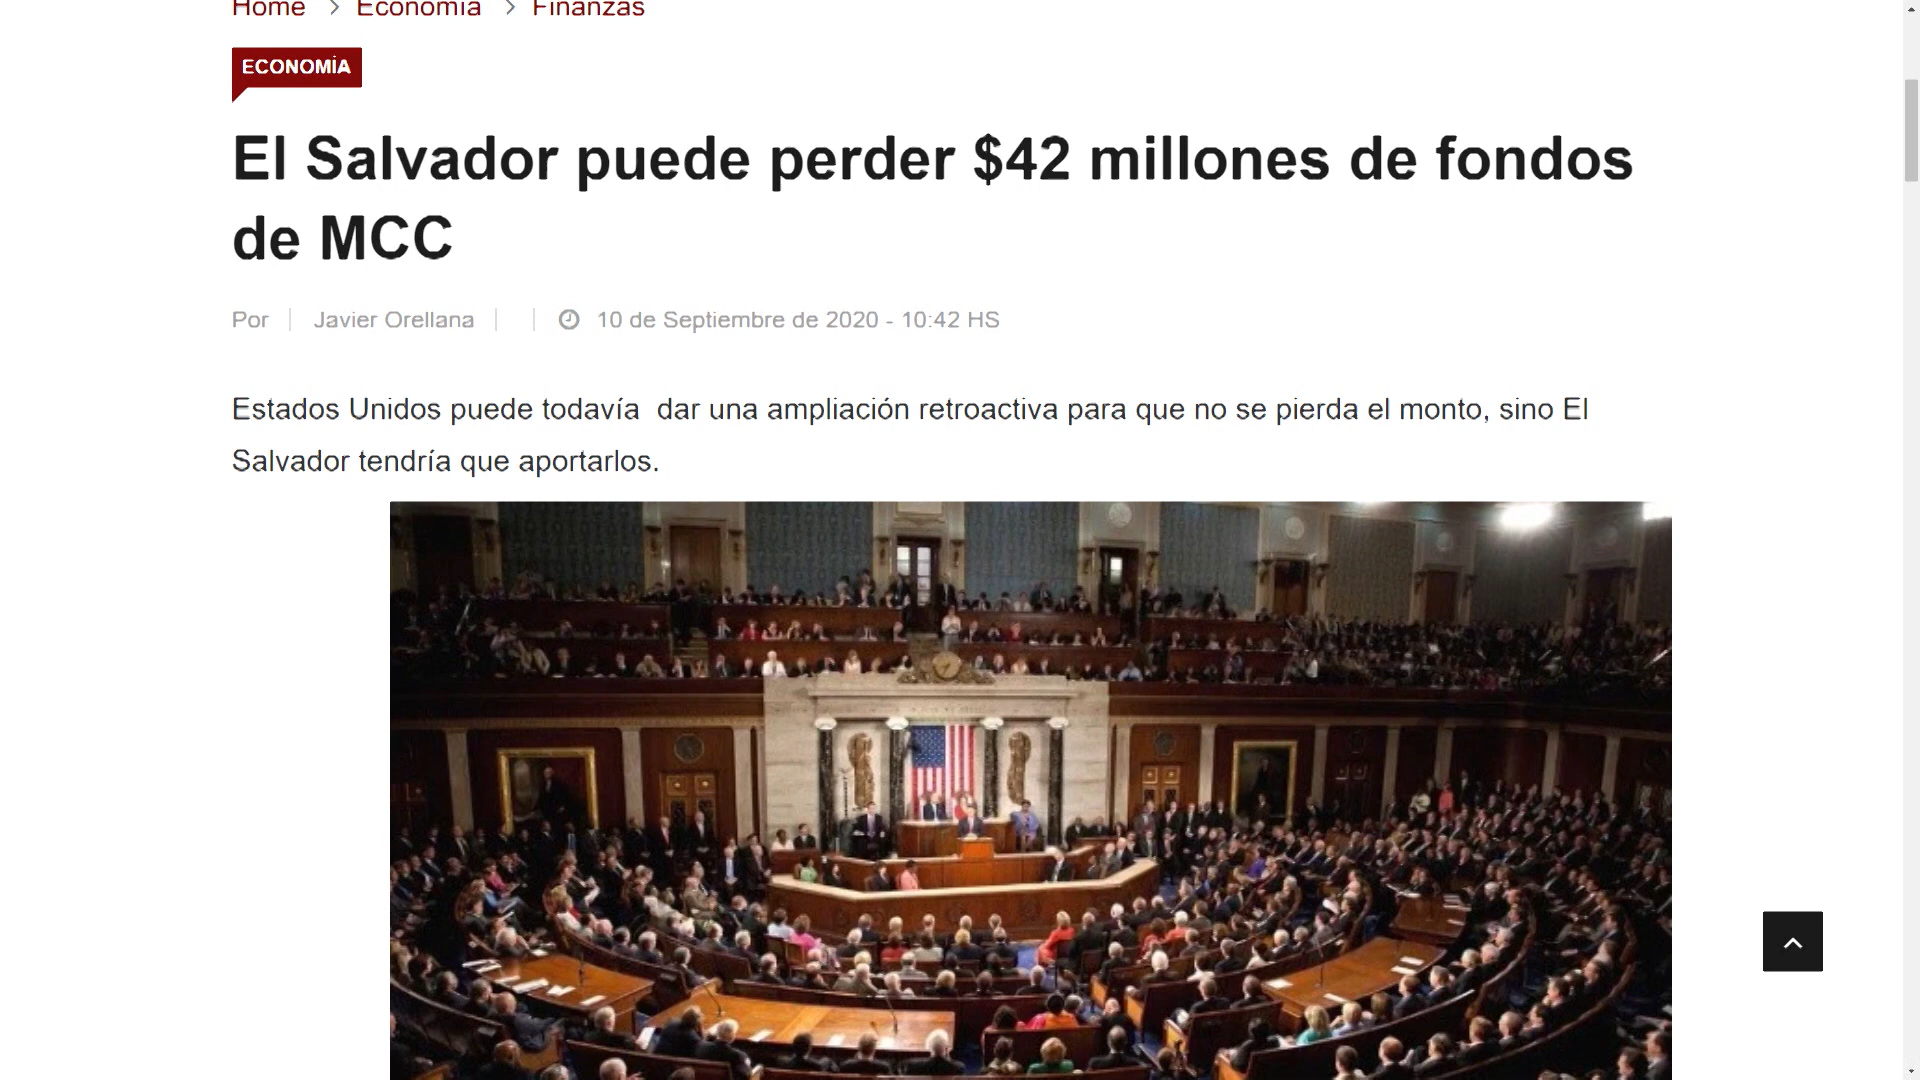 Home > Economía > Finanzas
ECONOMÍA
El Salvador puede perder $42 millones de fondos
de MCC
Por | Javier Orellana | | 10 de Septiembre de 2020 - 10:42 HS
Estados Unidos puede todavía  dar una ampliación retroactiva para que no se pierda el monto, sino El
Salvador tendría que aportarlos.